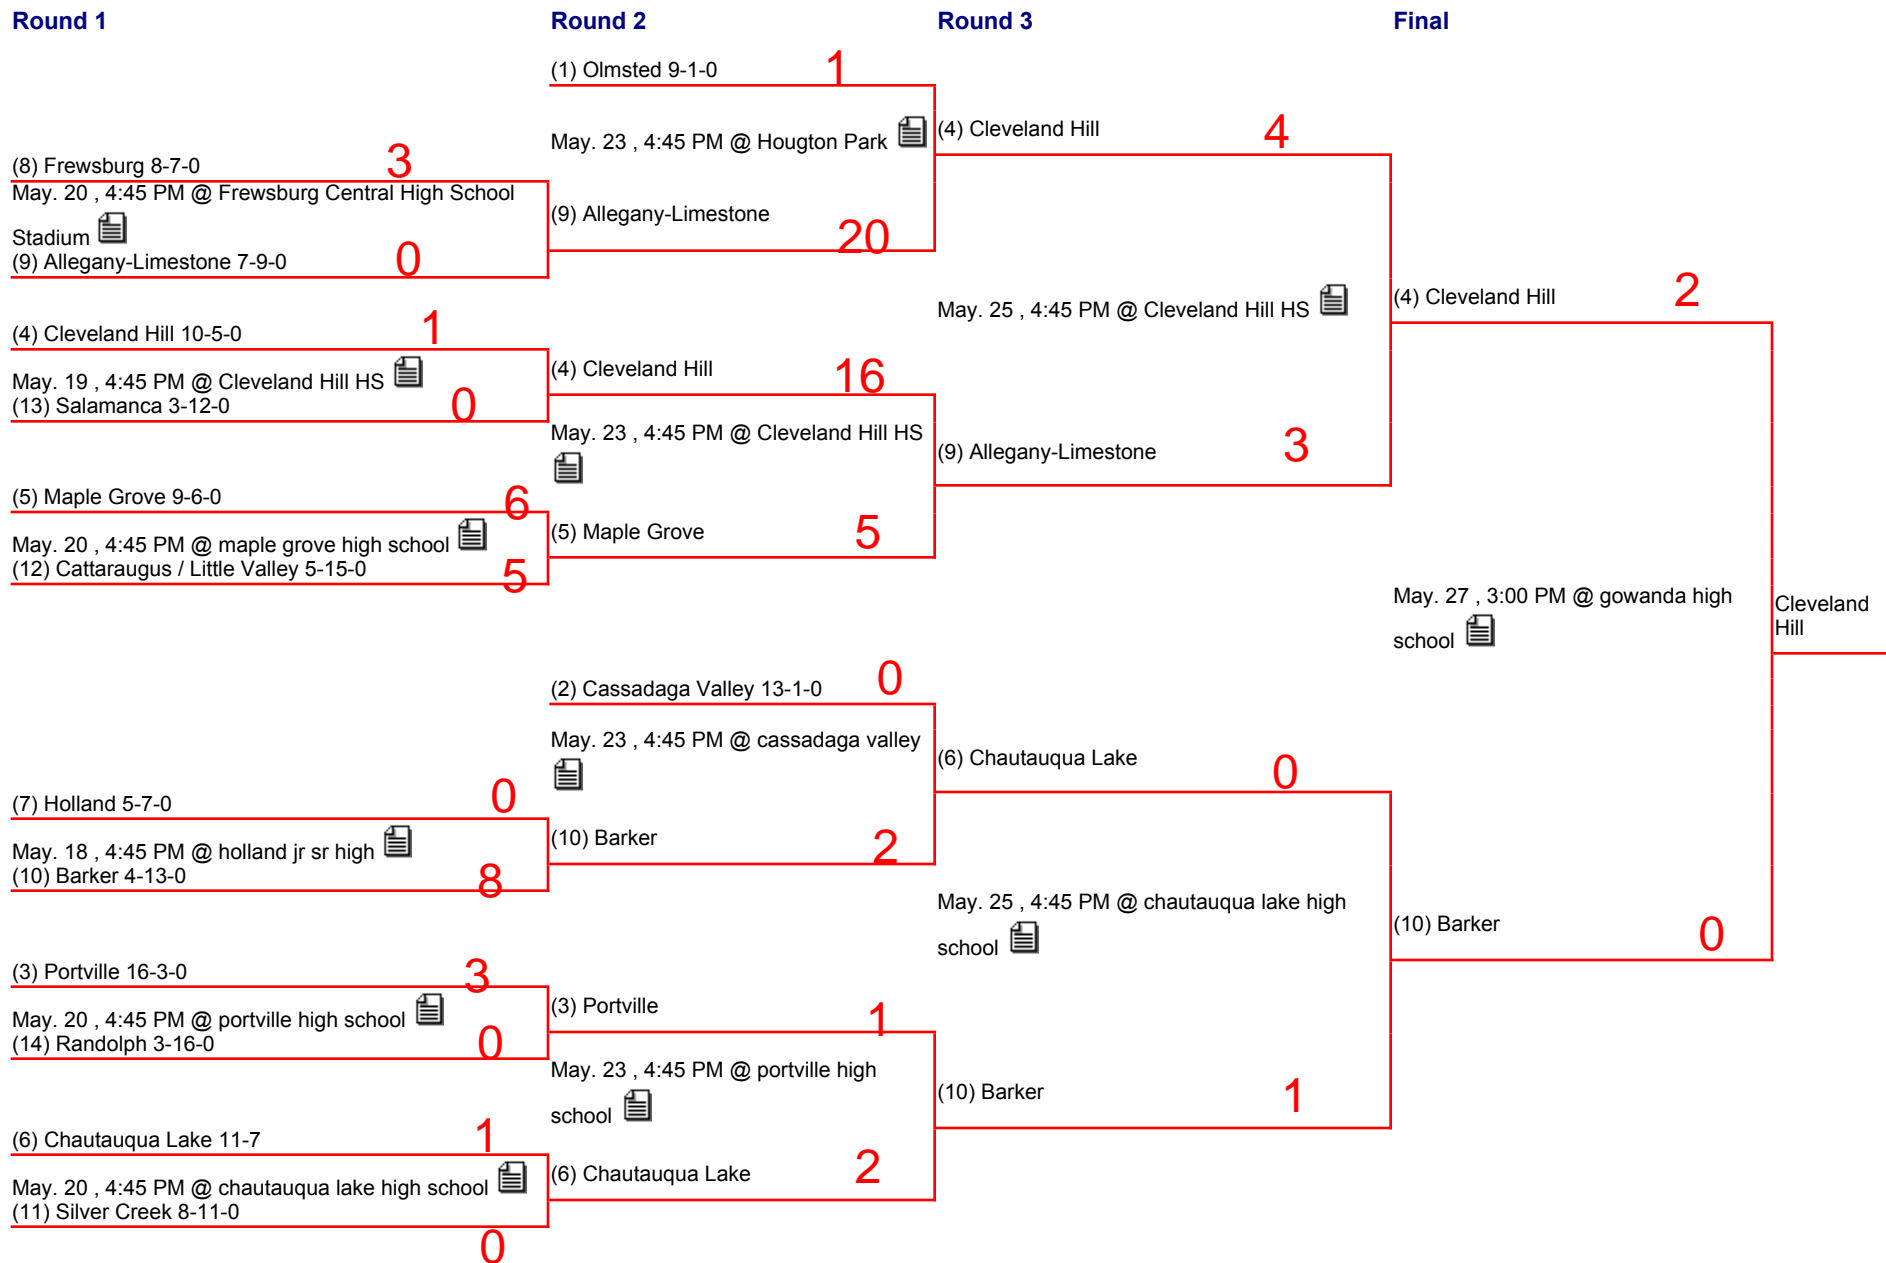 Round 1
Round 2
Round 3
Final
(8) Frewsburg 8-7-0
3
May. 20 , 4:45 PM @ Frewsburg Central High School
Stadium
(9) Allegany-Limestone 7-9-0
0
(4) Cleveland Hill 10-5-0
1
May. 19 , 4:45 PM @ Cleveland Hill HS
(13) Salamanca 3-12-0
0
(5) Maple Grove 9-6-0
6
May. 20 , 4:45 PM @ maple grove high school
(12) Cattaraugus / Little Valley 5-15-0
5
(7) Holland 5-7-0
0
May. 18 , 4:45 PM @ holland jr sr high
(10) Barker 4-13-0
8
(3) Portville 16-3-0
3
May. 20 , 4:45 PM @ portville high school
(14) Randolph 3-16-0
0
(6) Chautauqua Lake 11-7
1
May. 20 , 4:45 PM @ chautauqua lake high school
(11) Silver Creek 8-11-0
0
(1) Olmsted 9-1-0
1
May. 23 , 4:45 PM @ Hougton Park
(9) Allegany-Limestone
20
(4) Cleveland Hill
16
May. 23 , 4:45 PM @ Cleveland Hill HS
(5) Maple Grove
5
(2) Cassadaga Valley 13-1-0
0
May. 23 , 4:45 PM @ cassadaga valley
(10) Barker
2
(3) Portville
1
May. 23 , 4:45 PM @ portville high
school
(6) Chautauqua Lake
2
(4) Cleveland Hill
4
May. 25 , 4:45 PM @ Cleveland Hill HS
(9) Allegany-Limestone
3
(6) Chautauqua Lake
0
May. 25 , 4:45 PM @ chautauqua lake high
school
(10) Barker
1
(4) Cleveland Hill
2
May. 27 , 3:00 PM @ gowanda high
school
(10) Barker
0
Cleveland
Hill